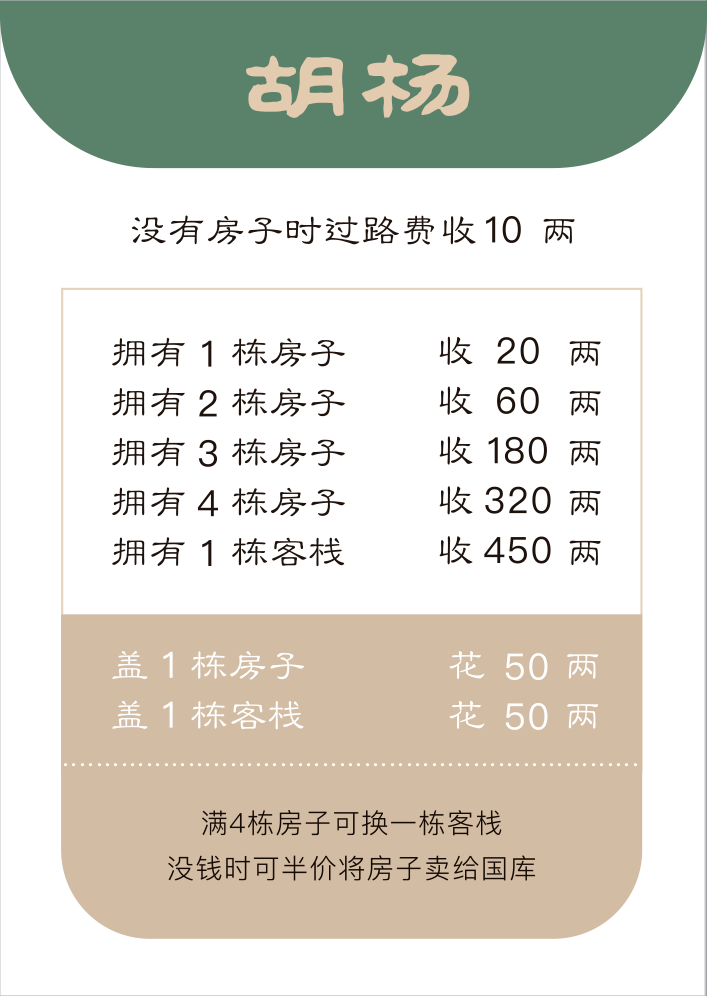 胡杨
没有房子时过路费收10 两
拥有 1 栋房子 收 20 两
拥有 2 栋房子 收 60 两
拥有 3 栋房子 收 180 两
拥有 4 栋房子 收 320 两
拥有 1 栋客栈 收 450 两
盖 1 栋房子 花 50 两
盖 1 栋客栈 花 50 两
满4栋房子可换一栋客栈
没钱时可半价将房子卖给国库